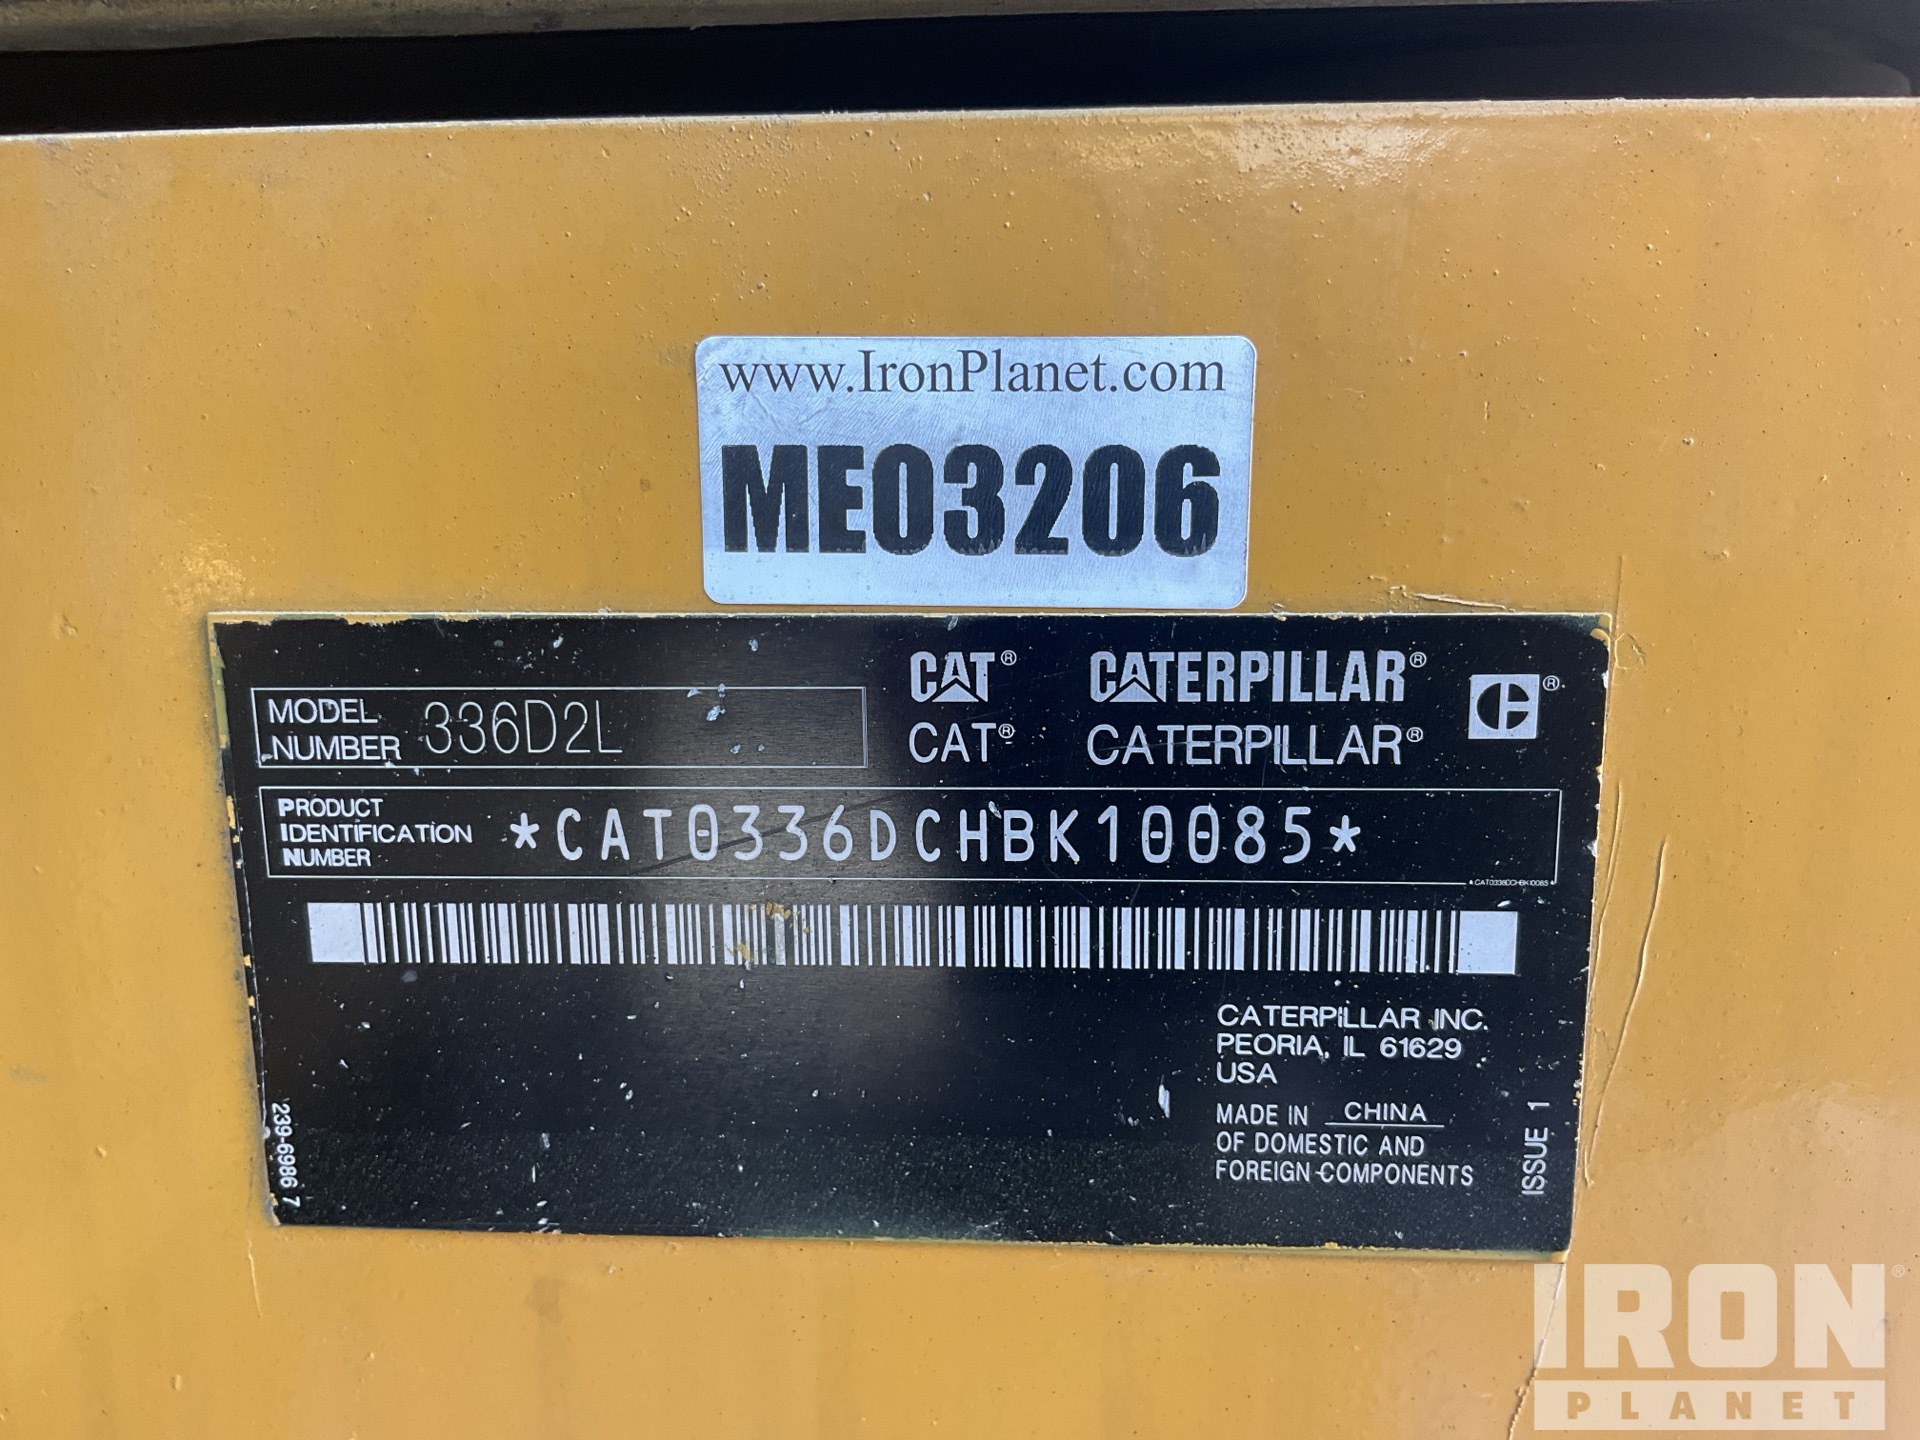 www.IronPlanet.com
ME03206
MODEL NUMBER 336D2L
CAT® CATERPILLAR®
CAT® CATERPILLAR®
PRODUCT IDENTIFICATION NUMBER *CAT0336DCHBK10085*
*CAT0336DCHBK10085*
CATERPILLAR INC.
PEORIA, IL 61629
USA
MADE IN CHINA
OF DOMESTIC AND
FOREIGN COMPONENTS
239-6986 7
ISSUE 1
IRON®
PLANET